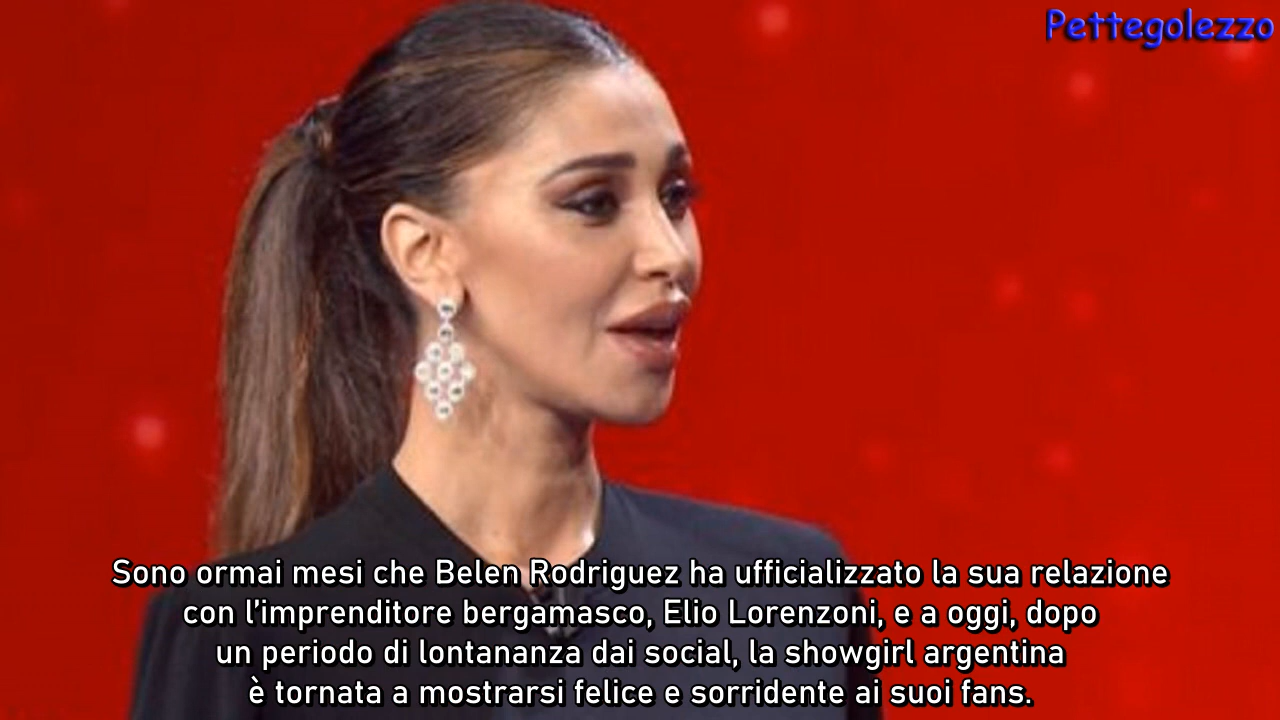 Pettegolezzo
Sono ormai mesi che Belen Rodriguez ha ufficializzato la sua relazione
con l'imprenditore bergamasco, Elio Lorenzoni, e a oggi, dopo
un periodo di lontananza dai social, la showgirl argentina
è tornata a mostrarsi felice e sorridente ai suoi fans.